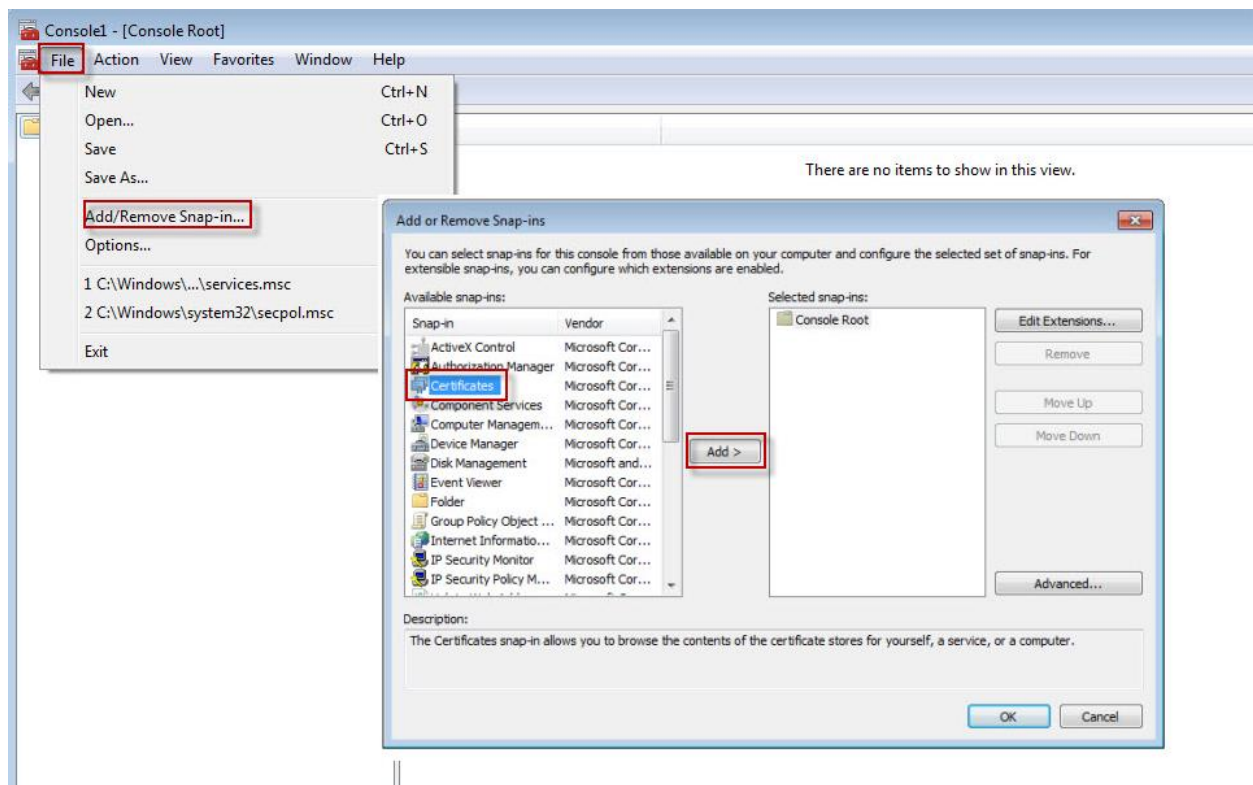 Console1 - [Console Root]
File Action View Favorites Window Help
New Ctrl+N
Open... Ctrl+O
Save Ctrl+S
Save As...
Add/Remove Snap-in...
Options...
1 C:\Windows\...\services.msc
2 C:\Windows\system32\secpol.msc
Exit
There are no items to show in this view.
Add or Remove Snap-ins
You can select snap-ins for this console from those available on your computer and configure the selected set of snap-ins. For
extensible snap-ins, you can configure which extensions are enabled.
Available snap-ins:
Snap-in Vendor
ActiveX Control Microsoft Cor...
Authorization Manager Microsoft Cor...
Certificates Microsoft Cor...
Component Services Microsoft Cor...
Computer Managem... Microsoft Cor...
Device Manager Microsoft Cor...
Disk Management Microsoft and...
Event Viewer Microsoft Cor...
Folder Microsoft Cor...
Group Policy Object ... Microsoft Cor...
Internet Informatio... Microsoft Cor...
IP Security Monitor Microsoft Cor...
IP Security Policy M... Microsoft Cor...
Add >
Selected snap-ins:
Console Root
Edit Extensions...
Remove
Move Up
Move Down
Advanced...
Description:
The Certificates snap-in allows you to browse the contents of the certificate stores for yourself, a service, or a computer.
OK Cancel